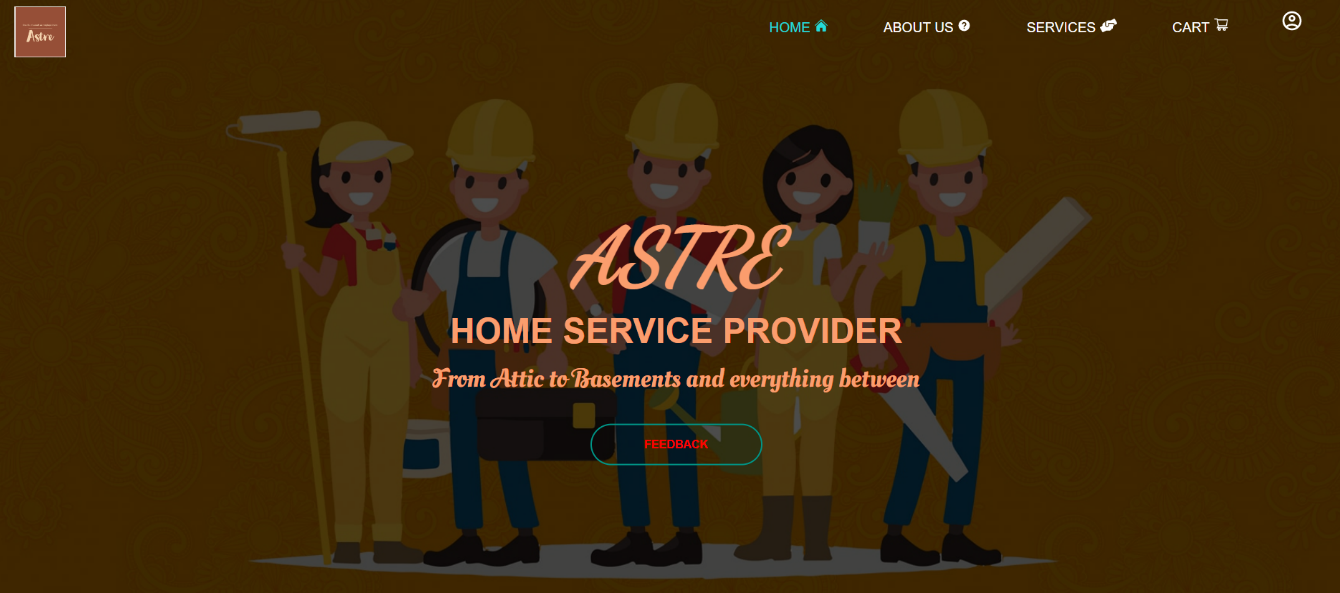 Astre
HOME
ABOUT US
SERVICES
CART
ASTRE
HOME SERVICE PROVIDER
From Attic to Basements and everything between
FEEDBACK